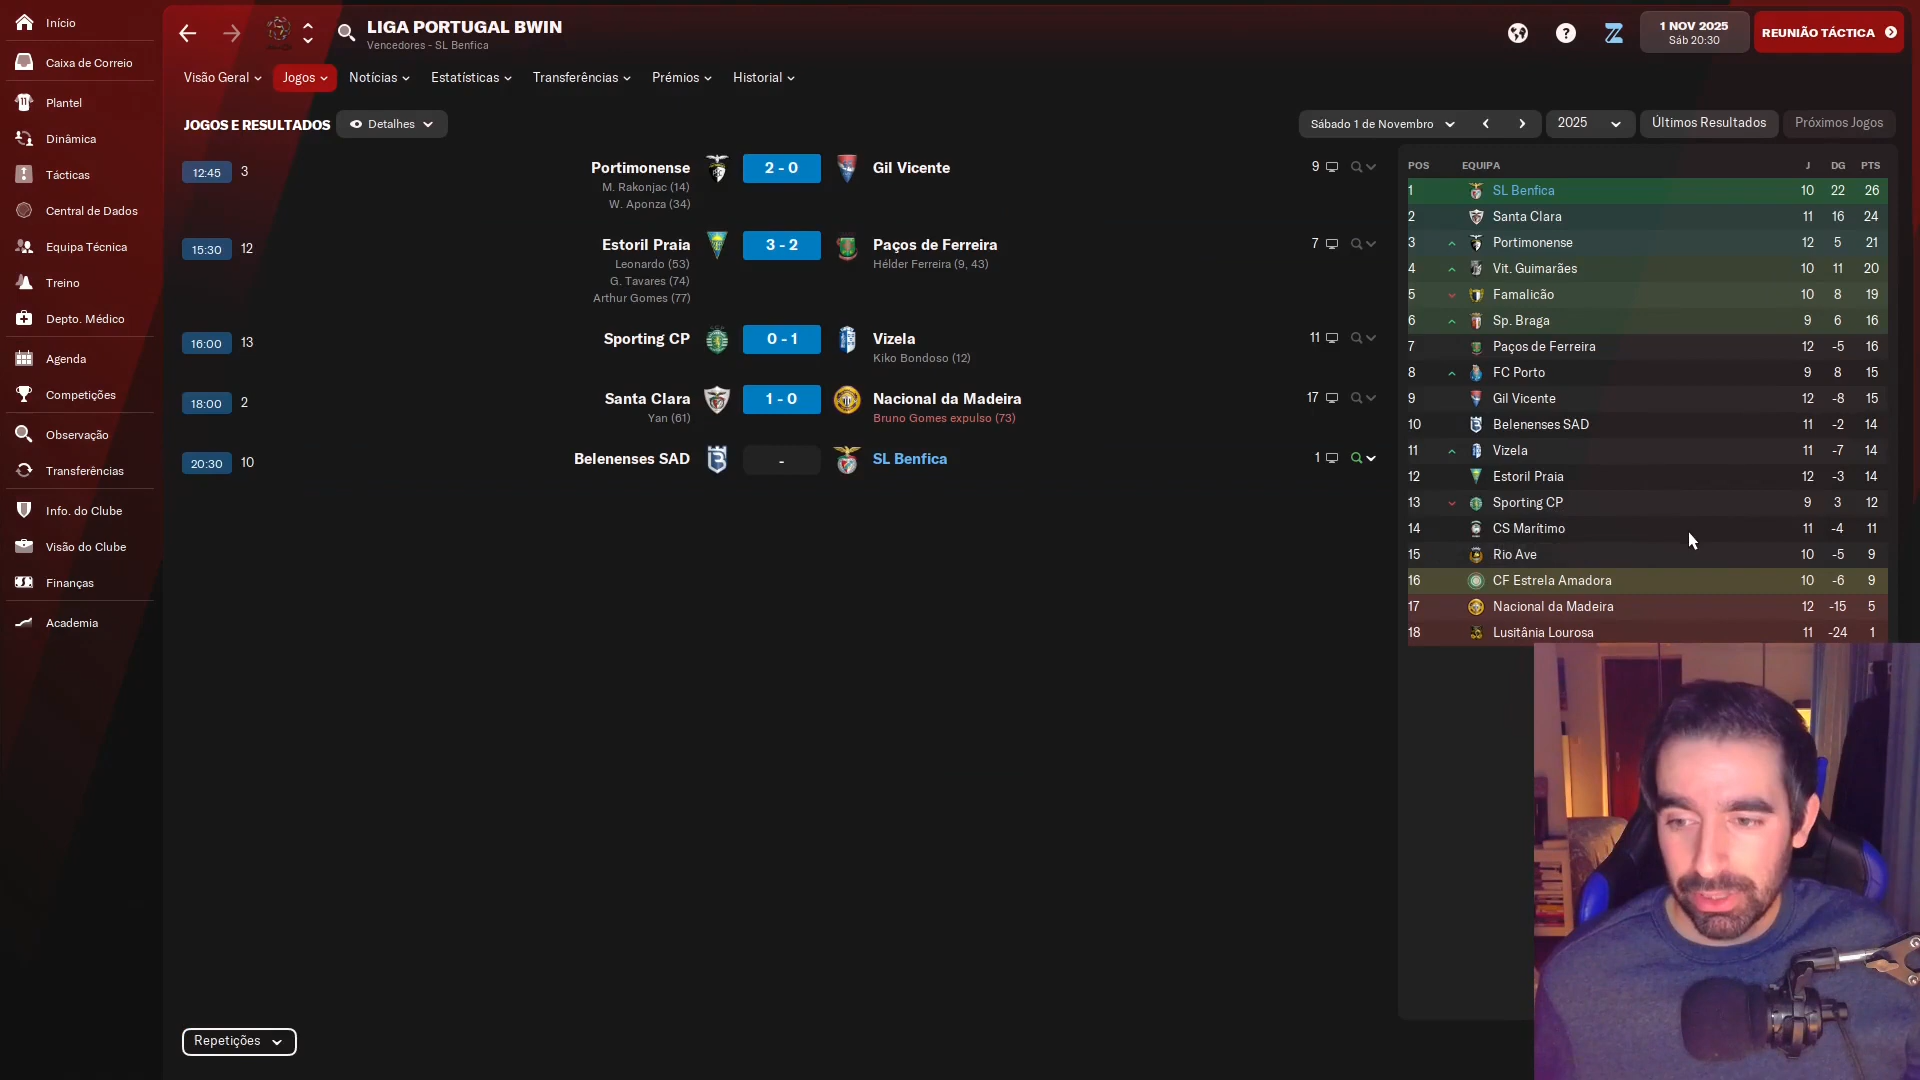 Início
Caixa de Correio
Plantel
Dinâmica
Tácticas
Central de Dados
Equipa Técnica
Treino
Depto. Médico
Agenda
Competições
Observação
Transferências
Info. do Clube
Visão do Clube
Finanças
Academia
LIGA PORTUGAL BWIN
Vencedores - SL Benfica
1 NOV 2025
Sáb 20:30
REUNIÃO TÁCTICA
Visão Geral Jogos Notícias Estatísticas Transferências Prémios Historial
JOGOS E RESULTADOS Detalhes
Sábado 1 de Novembro 2025 Últimos Resultados Próximos Jogos
12:45 3 Portimonense 2 - 0 Gil Vicente 9
M. Rakonjac (14)
W. Aponza (34)
15:30 12 Estoril Praia 3 - 2 Paços de Ferreira 7
Leonardo (53) Hélder Ferreira (9, 43)
G. Tavares (74)
Arthur Gomes (77)
16:00 13 Sporting CP 0 - 1 Vizela 11
Kiko Bondoso (12)
18:00 2 Santa Clara 1 - 0 Nacional da Madeira 17
Yan (61) Bruno Gomes expulso (73)
20:30 10 Belenenses SAD - SL Benfica 1
POS EQUIPA J DG PTS
1 SL Benfica 10 22 26
2 Santa Clara 11 16 24
3 Portimonense 12 5 21
4 Vit. Guimarães 10 11 20
5 Famalicão 10 8 19
6 Sp. Braga 9 6 16
7 Paços de Ferreira 12 -5 16
8 FC Porto 9 8 15
9 Gil Vicente 12 -8 15
10 Belenenses SAD 11 -2 14
11 Vizela 11 -7 14
12 Estoril Praia 12 -3 14
13 Sporting CP 9 3 12
14 CS Marítimo 11 -4 11
15 Rio Ave 10 -5 9
16 CF Estrela Amadora 10 -6 9
17 Nacional da Madeira 12 -15 5
18 Lusitânia Lourosa 11 -24 1
Repetições